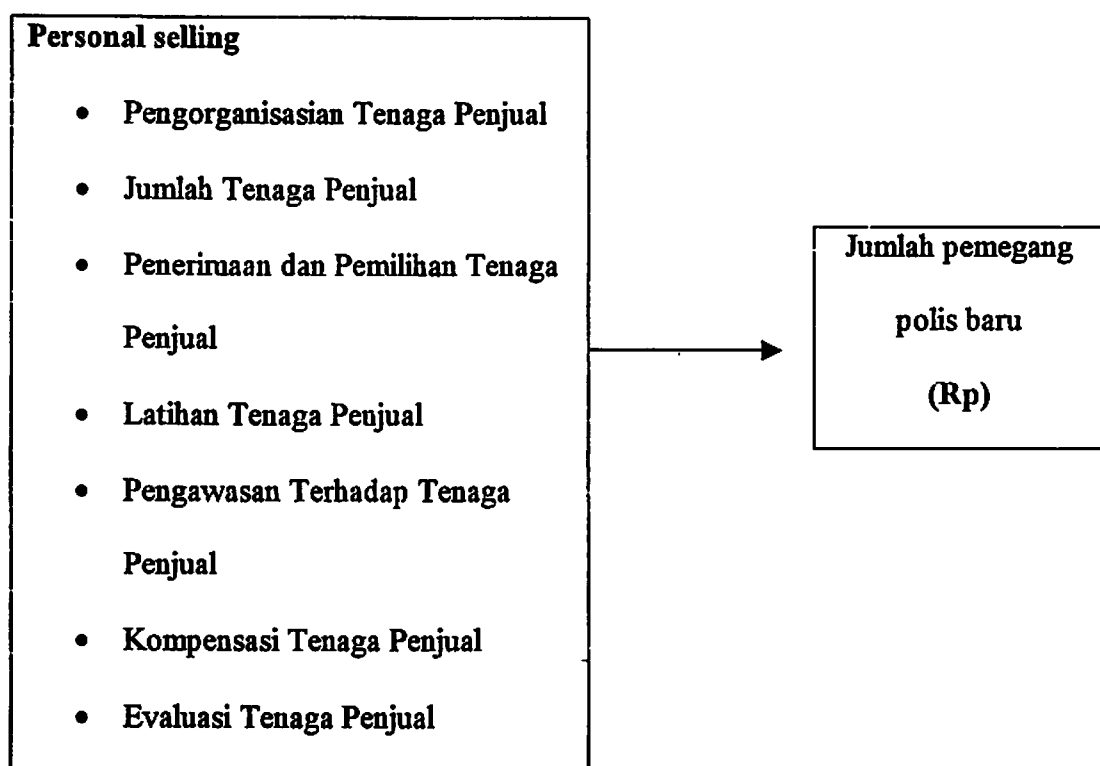 Personal selling
• Pengorganisasian Tenaga Penjual
• Jumlah Tenaga Penjual
• Penerimaan dan Pemilihan Tenaga
Penjual
• Latihan Tenaga Penjual
• Pengawasan Terhadap Tenaga
Penjual
• Kompensasi Tenaga Penjual
• Evaluasi Tenaga Penjual
Jumlah pemegang
polis baru
(Rp)